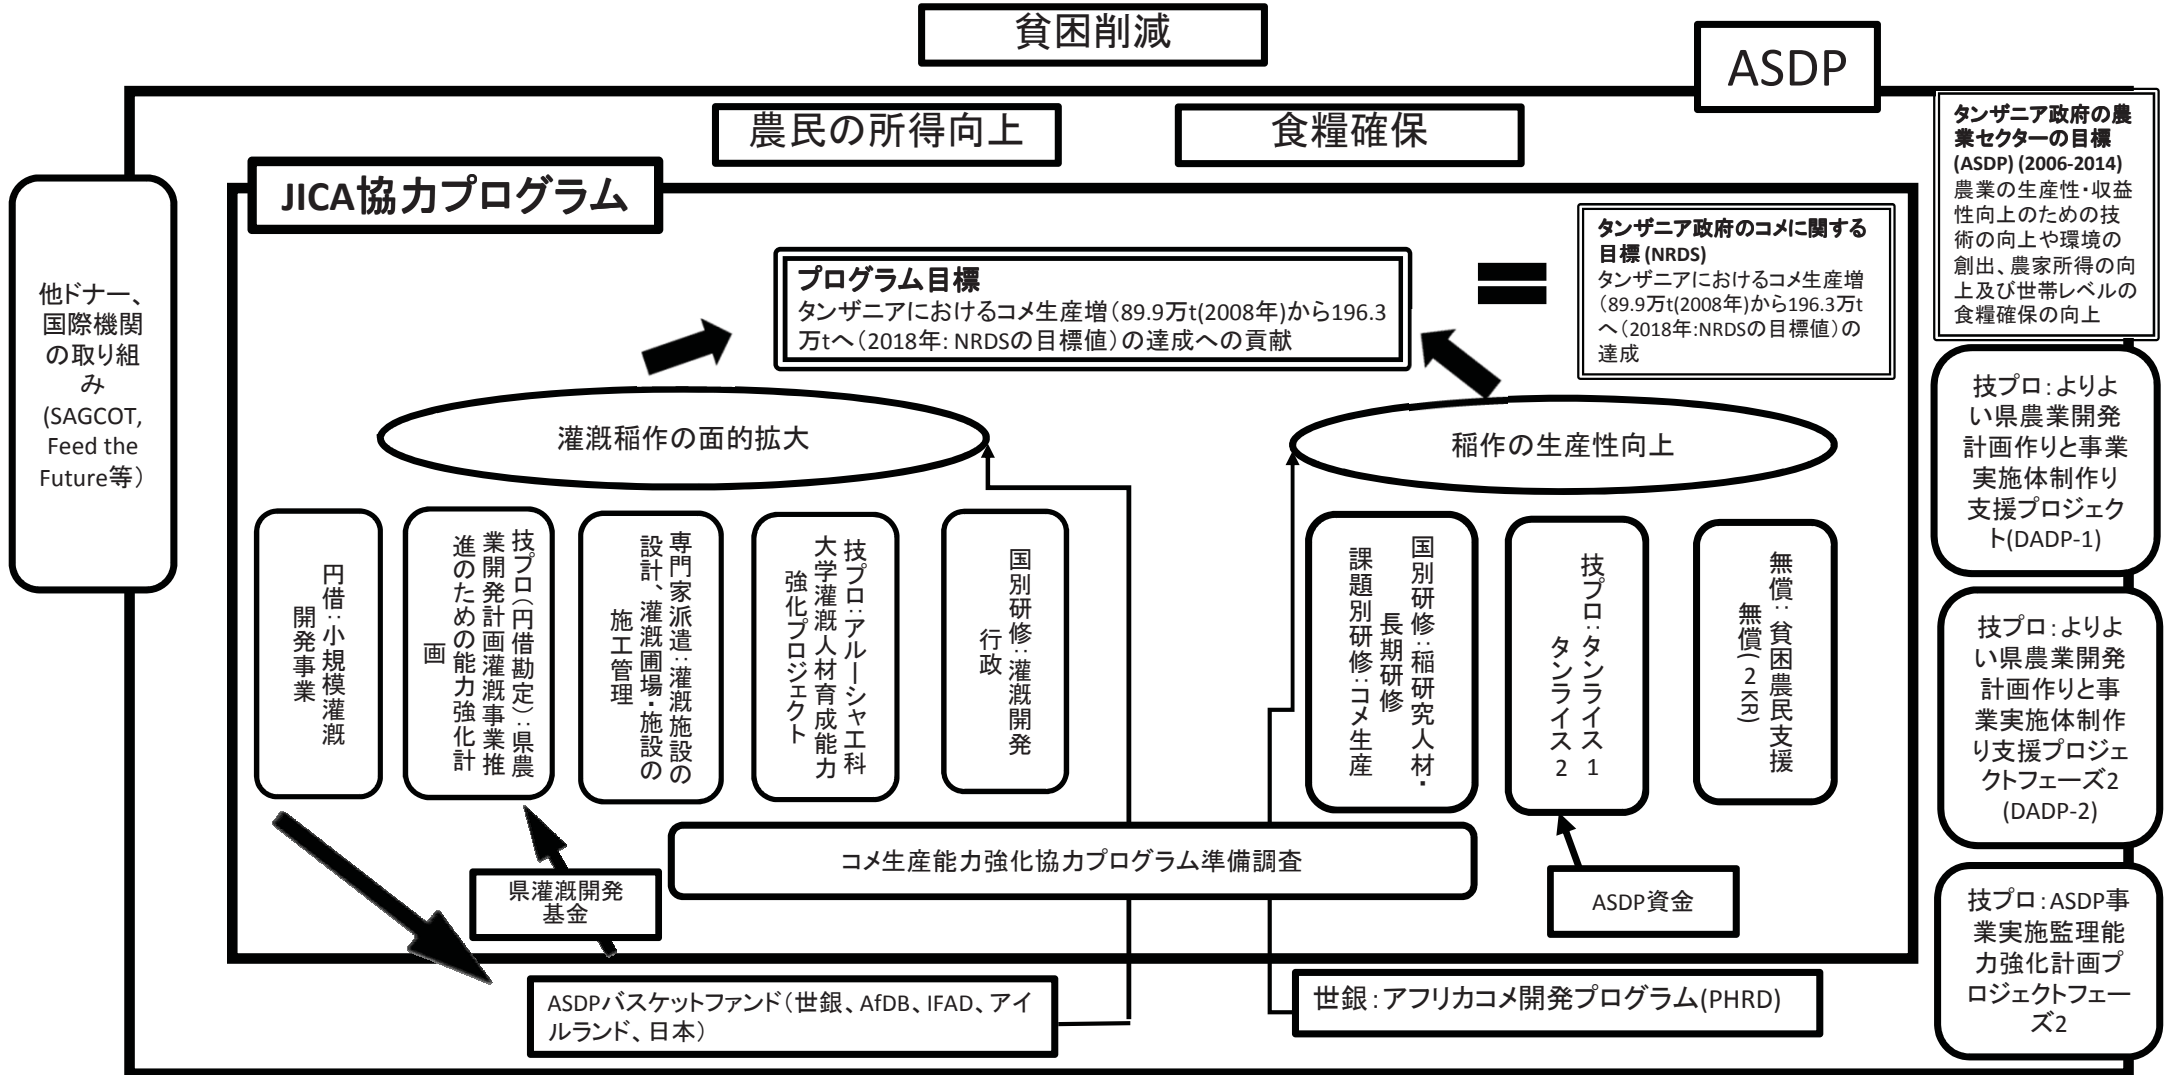 貧困削減
ASDP
農民の所得向上
食糧確保
タンザニア政府の農
業セクターの目標
(ASDP) (2006-2014)
農業の生産性・収益
性向上のための技
術の向上や環境の
創出、農家所得の向
上及び世帯レベルの
食糧確保の向上
JICA協力プログラム
他ドナー、
国際機関
の取り組
み
(SAGCOT,
Feed the
Future等)
プログラム目標
タンザニアにおけるコメ生産増(89.9万t(2008年)から196.3
万tへ(2018年: NRDSの目標値)の達成への貢献
タンザニア政府のコメに関する
目標 (NRDS)
タンザニアにおけるコメ生産増
(89.9万t(2008年)から196.3万t
へ(2018年:NRDSの目標値)の
達成
灌漑稲作の面的拡大
稲作の生産性向上
技プロ:よりよ
い県農業開発
計画作りと事業
実施体制作り
支援プロジェク
ト(DADP-1)
円借:小規模灌漑
開発事業
技プロ(円借勘定):県農
業開発計画灌漑事業推
進のための能力強化計
画
専門家派遣:灌漑施設の
設計、灌漑圃場・施設の
施工管理
技プロ:アルーシャ工科
大学灌漑人材育成能力
強化プロジェクト
国別研修:灌漑開発
行政
国別研修:稲研究人材・
長期研修
課題別研修:コメ生産
技プロ:タンライス1
タンライス2
無償:貧困農民支援
無償(2KR)
技プロ:よりよ
い県農業開発
計画作りと事
業実施体制作
り支援プロジェ
クトフェーズ2
(DADP-2)
コメ生産能力強化協力プログラム準備調査
県灌漑開発
基金
ASDP資金
技プロ:ASDP事
業実施監理能
力強化計画プ
ロジェクトフェー
ズ2
ASDPバスケットファンド(世銀、AfDB、IFAD、アイ
ルランド、日本)
世銀:アフリカコメ開発プログラム(PHRD)